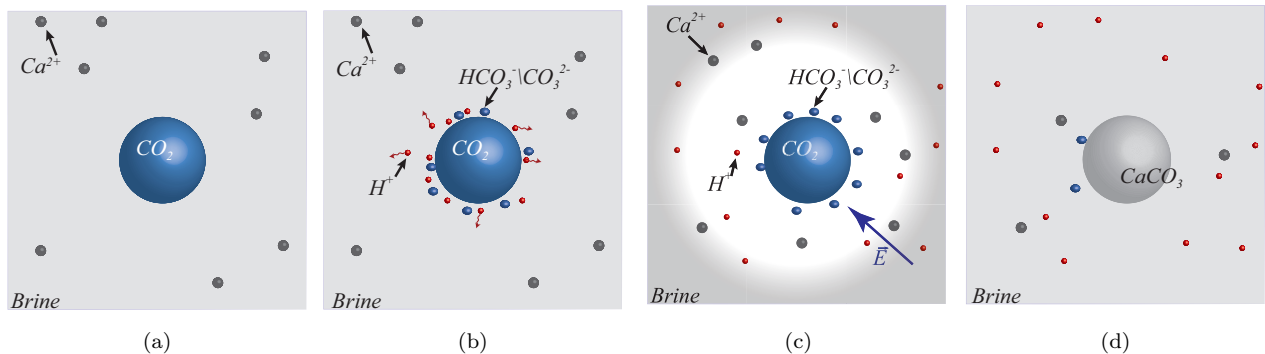 Ca²⁺
CO₂
Brine
(a)
Ca²⁺
HCO₃⁻\CO₃²⁻
CO₂
H⁺
Brine
(b)
Ca²⁺
HCO₃⁻\CO₃²⁻
CO₂
H⁺
E⃗
Brine
(c)
CaCO₃
Brine
(d)